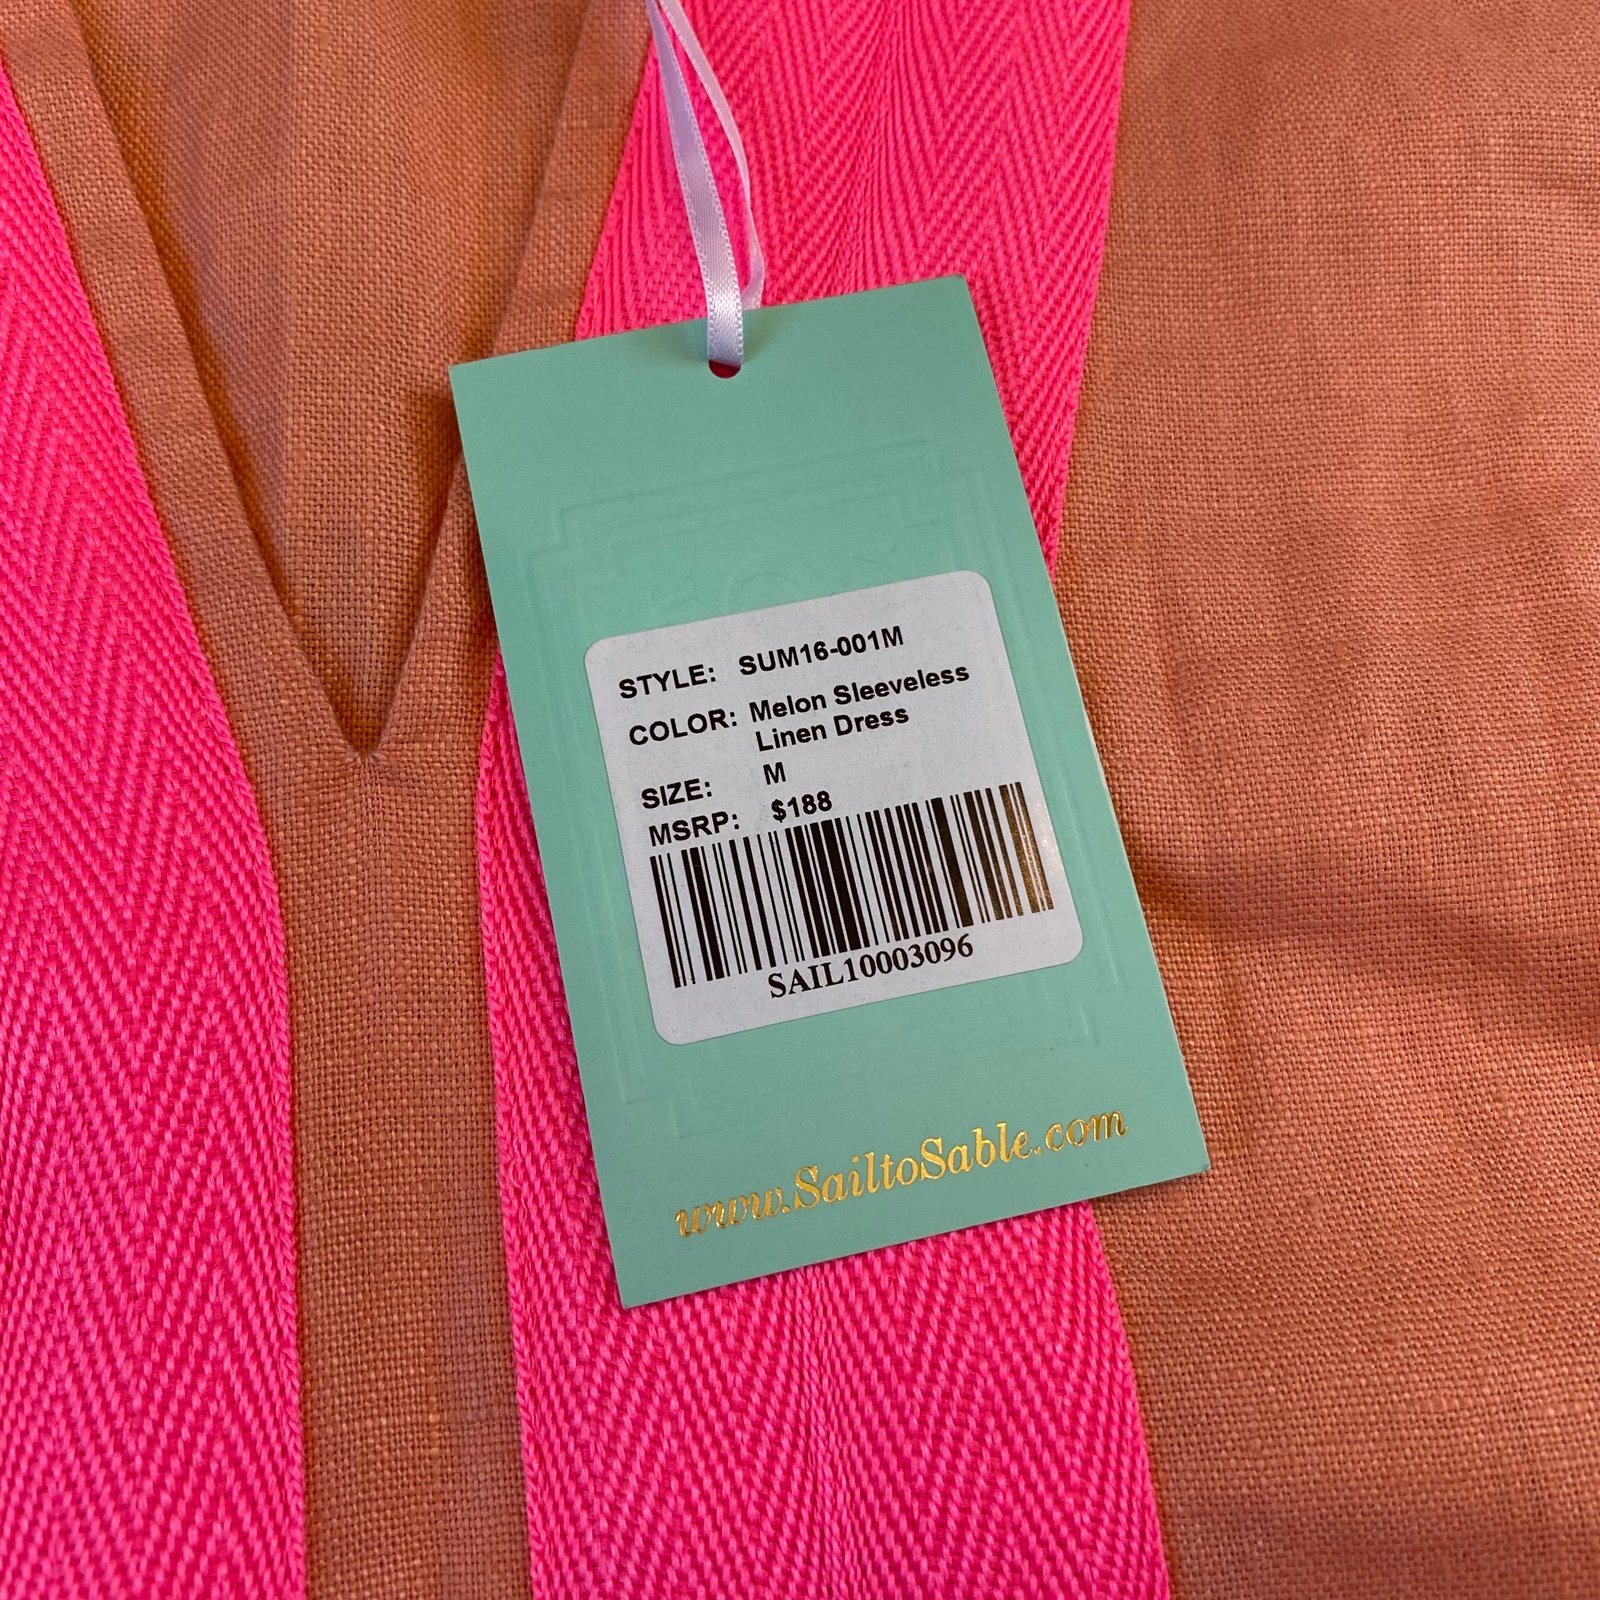 STYLE: SUM16-001M
COLOR: Melon Sleeveless
Linen Dress
SIZE: M
MSRP: $188
SAIL10003096
www.SailtoSable.com